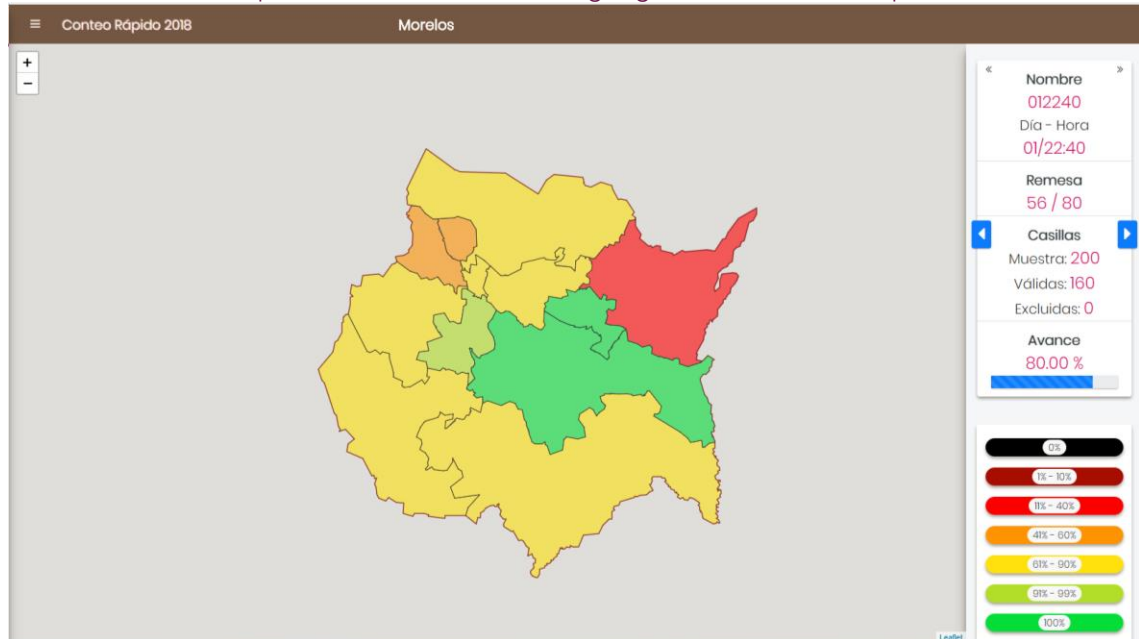 ≡ Conteo Rápido 2018 Morelos
+
−
« Nombre »
012240
Día - Hora
01/22:40
Remesa
56 / 80
Casillas
Muestra: 200
Válidas: 160
Excluidas: 0
Avance
80.00 %
0%
1% - 10%
11% - 40%
41% - 60%
61% - 90%
91% - 99%
100%
Leaflet